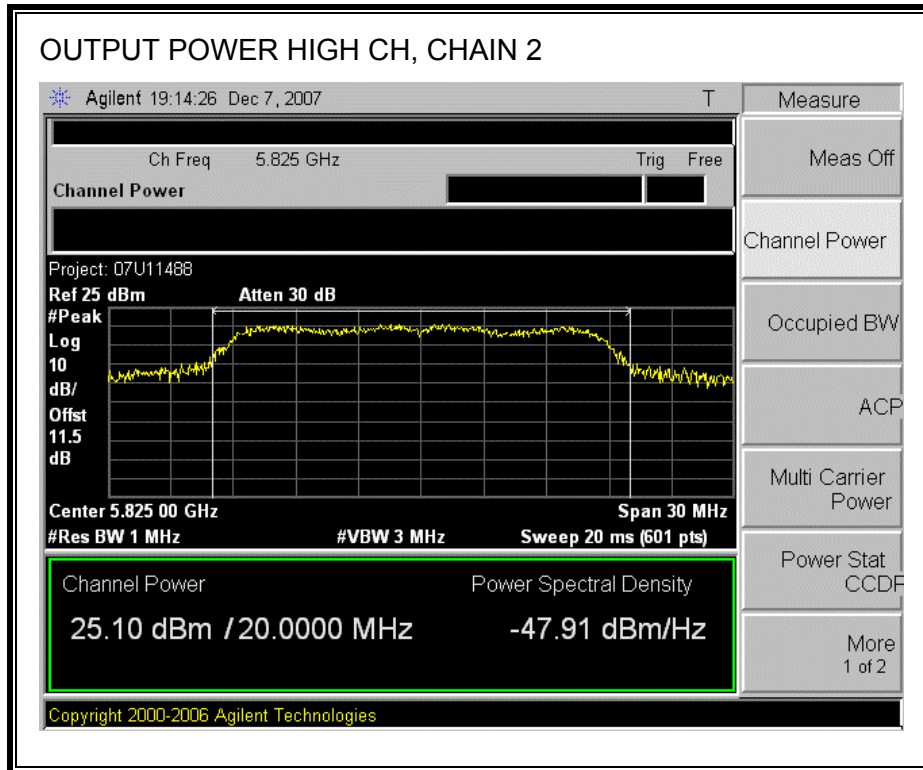 OUTPUT POWER HIGH CH, CHAIN 2
Agilent 19:14:26 Dec 7, 2007 T
Measure
Ch Freq 5.825 GHz Trig Free
Channel Power
Meas Off
Channel Power
Occupied BW
ACP
Multi Carrier
Power
Power Stat
CCDF
More
1 of 2
Project: 07U11488
Ref 25 dBm Atten 30 dB
#Peak
Log
10
dB/
Offst
11.5
dB
Center 5.825 00 GHz Span 30 MHz
#Res BW 1 MHz #VBW 3 MHz Sweep 20 ms (601 pts)
Channel Power Power Spectral Density
25.10 dBm / 20.0000 MHz -47.91 dBm/Hz
Copyright 2000-2006 Agilent Technologies